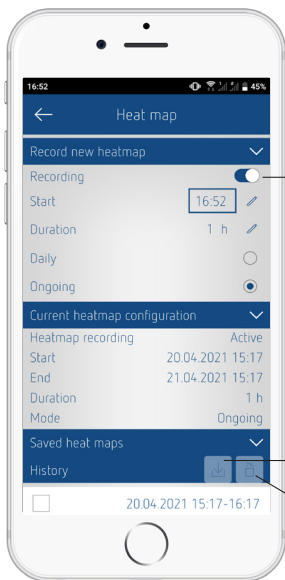 16:52 45%
Heat map
Record new heatmap
Recording
Start 16:52
Duration 1 h
Daily
Ongoing
Current heatmap configuration
Heatmap recording Active
Start 20.04.2021 15:17
End 21.04.2021 15:17
Duration 1 h
Mode Ongoing
Saved heat maps
History
20.04.2021 15:17-16:17